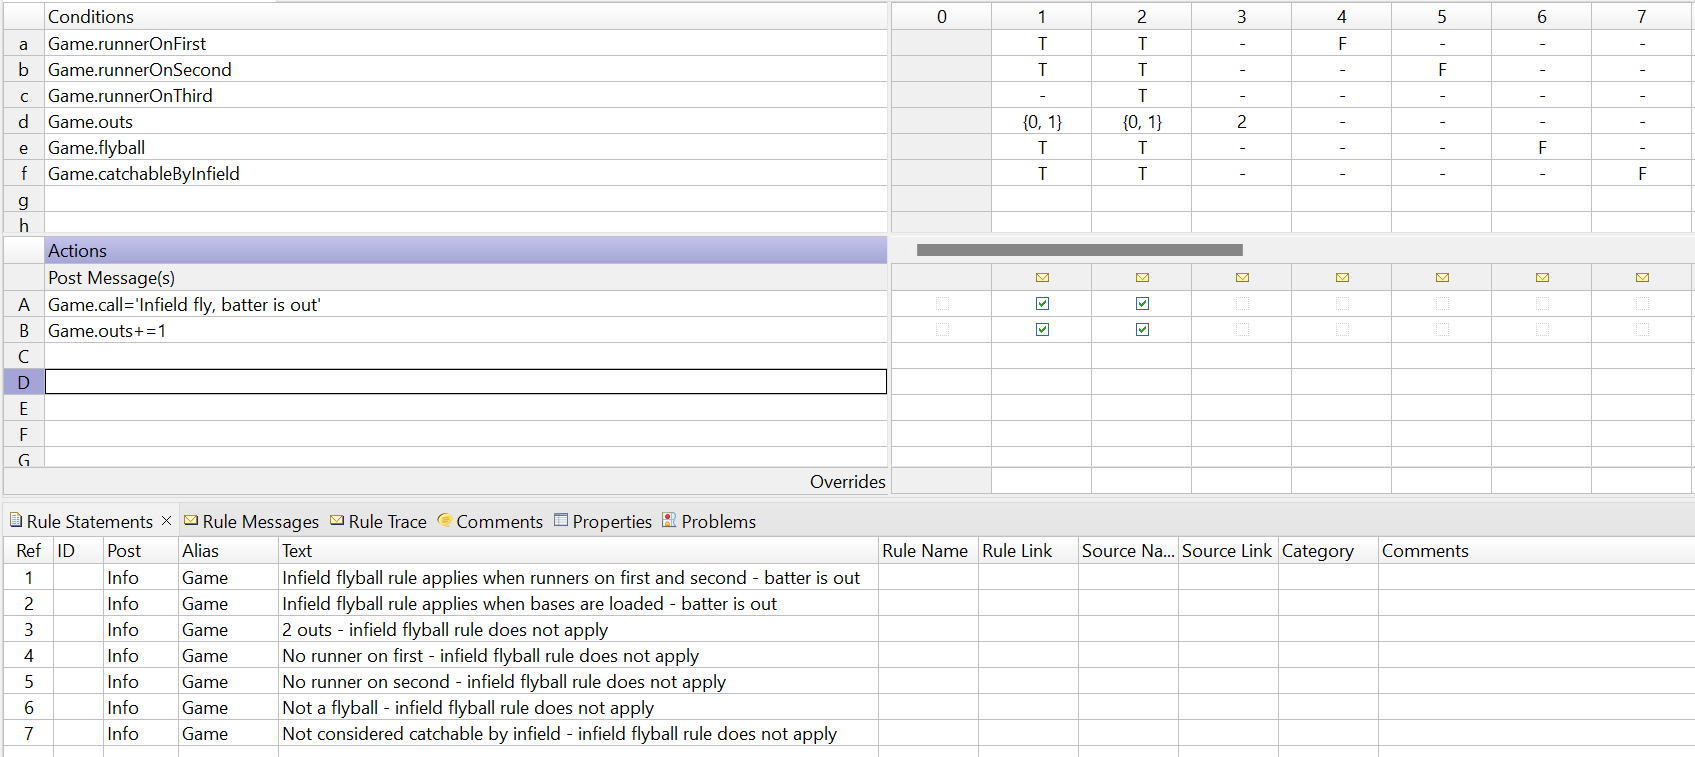 Conditions 0 1 2 3 4 5 6 7
a Game.runnerOnFirst T T - F - - -
b Game.runnerOnSecond T T - - F - -
c Game.runnerOnThird - T - - - - -
d Game.outs {0, 1} {0, 1} 2 - - - -
e Game.flyball T T - - - F -
f Game.catchableByInfield T T - - - - F
g
h
Actions
Post Message(s)
A Game.call='Infield fly, batter is out'
B Game.outs+=1
C
D
E
F
G
Overrides
Rule Statements Rule Messages Rule Trace Comments Properties Problems
Ref ID Post Alias Text Rule Name Rule Link Source Na... Source Link Category Comments
1 Info Game Infield flyball rule applies when runners on first and second - batter is out
2 Info Game Infield flyball rule applies when bases are loaded - batter is out
3 Info Game 2 outs - infield flyball rule does not apply
4 Info Game No runner on first - infield flyball rule does not apply
5 Info Game No runner on second - infield flyball rule does not apply
6 Info Game Not a flyball - infield flyball rule does not apply
7 Info Game Not considered catchable by infield - infield flyball rule does not apply